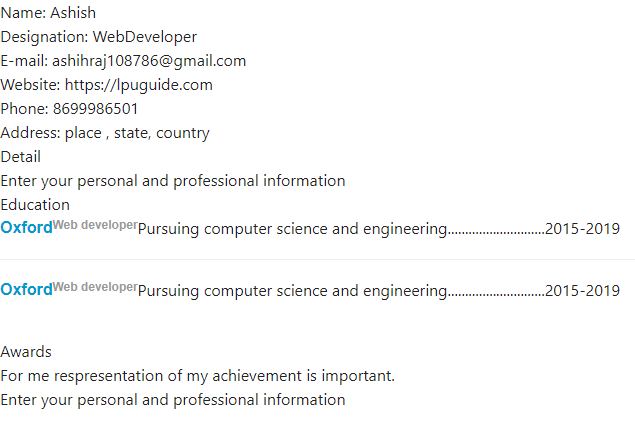 Name: Ashish
Designation: WebDeveloper
E-mail: ashihraj108786@gmail.com
Website: https://lpuguide.com
Phone: 8699986501
Address: place , state, country
Detail
Enter your personal and professional information
Education
OxfordWeb developerPursuing computer science and engineering............................2015-2019
OxfordWeb developerPursuing computer science and engineering............................2015-2019
Awards
For me respresentation of my achievement is important.
Enter your personal and professional information